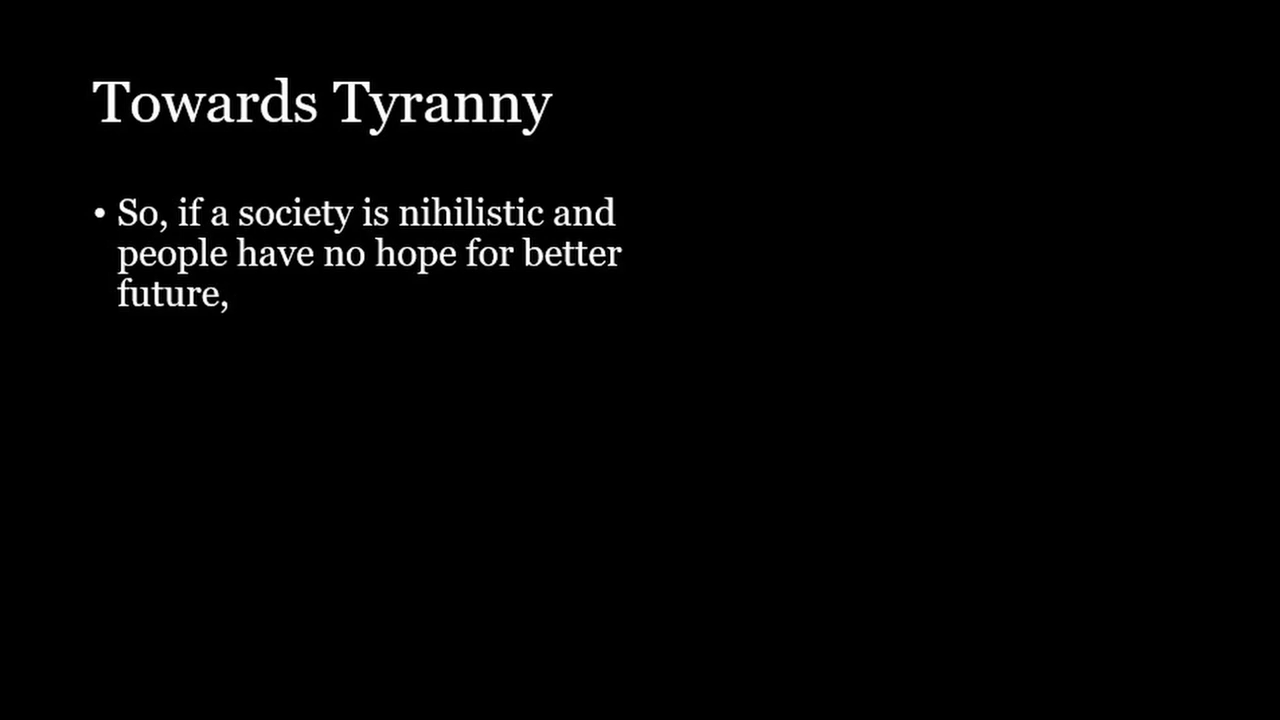 Towards Tyranny
• So, if a society is nihilistic and
people have no hope for better
future,